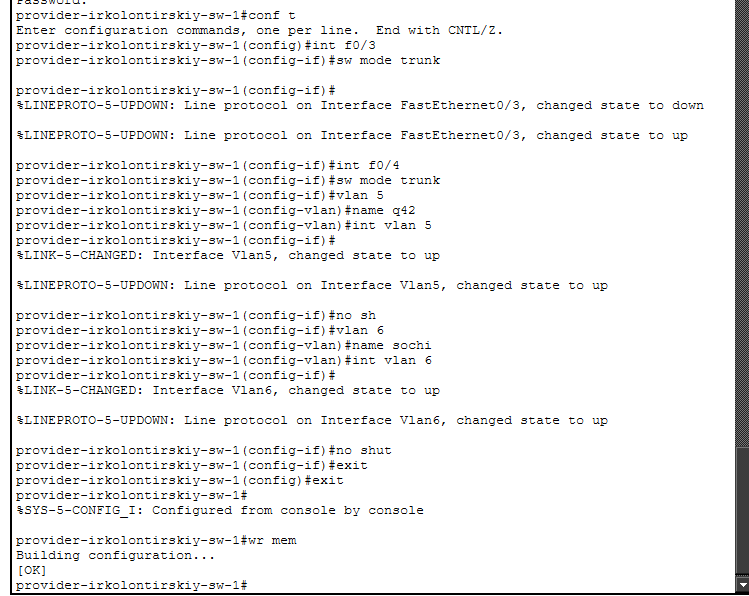 Password:
provider-irkolontirskiy-sw-1#conf t
Enter configuration commands, one per line.  End with CNTL/Z.
provider-irkolontirskiy-sw-1(config)#int f0/3
provider-irkolontirskiy-sw-1(config-if)#sw mode trunk
provider-irkolontirskiy-sw-1(config-if)#
%LINEPROTO-5-UPDOWN: Line protocol on Interface FastEthernet0/3, changed state to down
%LINEPROTO-5-UPDOWN: Line protocol on Interface FastEthernet0/3, changed state to up
provider-irkolontirskiy-sw-1(config-if)#int f0/4
provider-irkolontirskiy-sw-1(config-if)#sw mode trunk
provider-irkolontirskiy-sw-1(config-if)#vlan 5
provider-irkolontirskiy-sw-1(config-vlan)#name q42
provider-irkolontirskiy-sw-1(config-vlan)#int vlan 5
provider-irkolontirskiy-sw-1(config-if)#
%LINK-5-CHANGED: Interface Vlan5, changed state to up
%LINEPROTO-5-UPDOWN: Line protocol on Interface Vlan5, changed state to up
provider-irkolontirskiy-sw-1(config-if)#no sh
provider-irkolontirskiy-sw-1(config-if)#vlan 6
provider-irkolontirskiy-sw-1(config-vlan)#name sochi
provider-irkolontirskiy-sw-1(config-vlan)#int vlan 6
provider-irkolontirskiy-sw-1(config-if)#
%LINK-5-CHANGED: Interface Vlan6, changed state to up
%LINEPROTO-5-UPDOWN: Line protocol on Interface Vlan6, changed state to up
provider-irkolontirskiy-sw-1(config-if)#no shut
provider-irkolontirskiy-sw-1(config-if)#exit
provider-irkolontirskiy-sw-1(config)#exit
provider-irkolontirskiy-sw-1#
%SYS-5-CONFIG_I: Configured from console by console
provider-irkolontirskiy-sw-1#wr mem
Building configuration...
[OK]
provider-irkolontirskiy-sw-1#